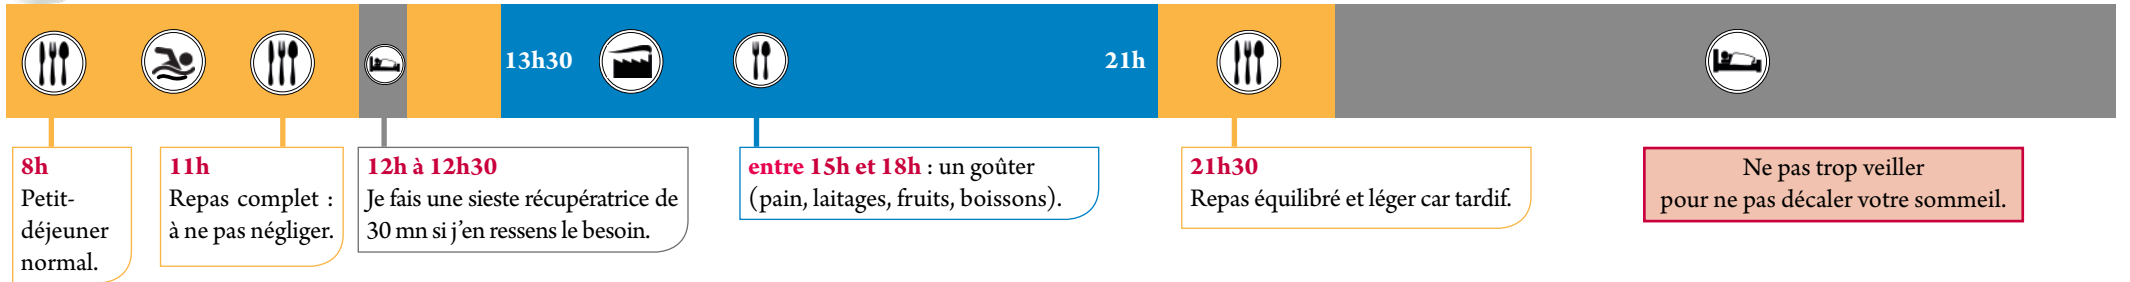 13h30
21h
8h
Petit-
déjeuner
normal.
11h
Repas complet :
à ne pas négliger.
12h à 12h30
Je fais une sieste récupératrice de
30 mn si j’en ressens le besoin.
entre 15h et 18h : un goûter
(pain, laitages, fruits, boissons).
21h30
Repas équilibré et léger car tardif.
Ne pas trop veiller
pour ne pas décaler votre sommeil.